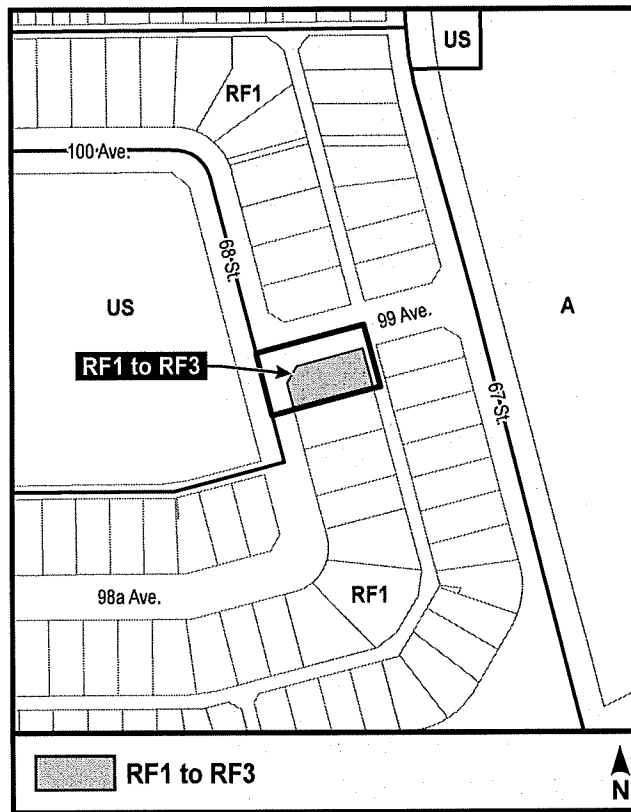 US
RF1
100 Ave.
68 St.
US
A
99 Ave.
RF1 to RF3
67 St.
98a Ave.
RF1
RF1 to RF3
N